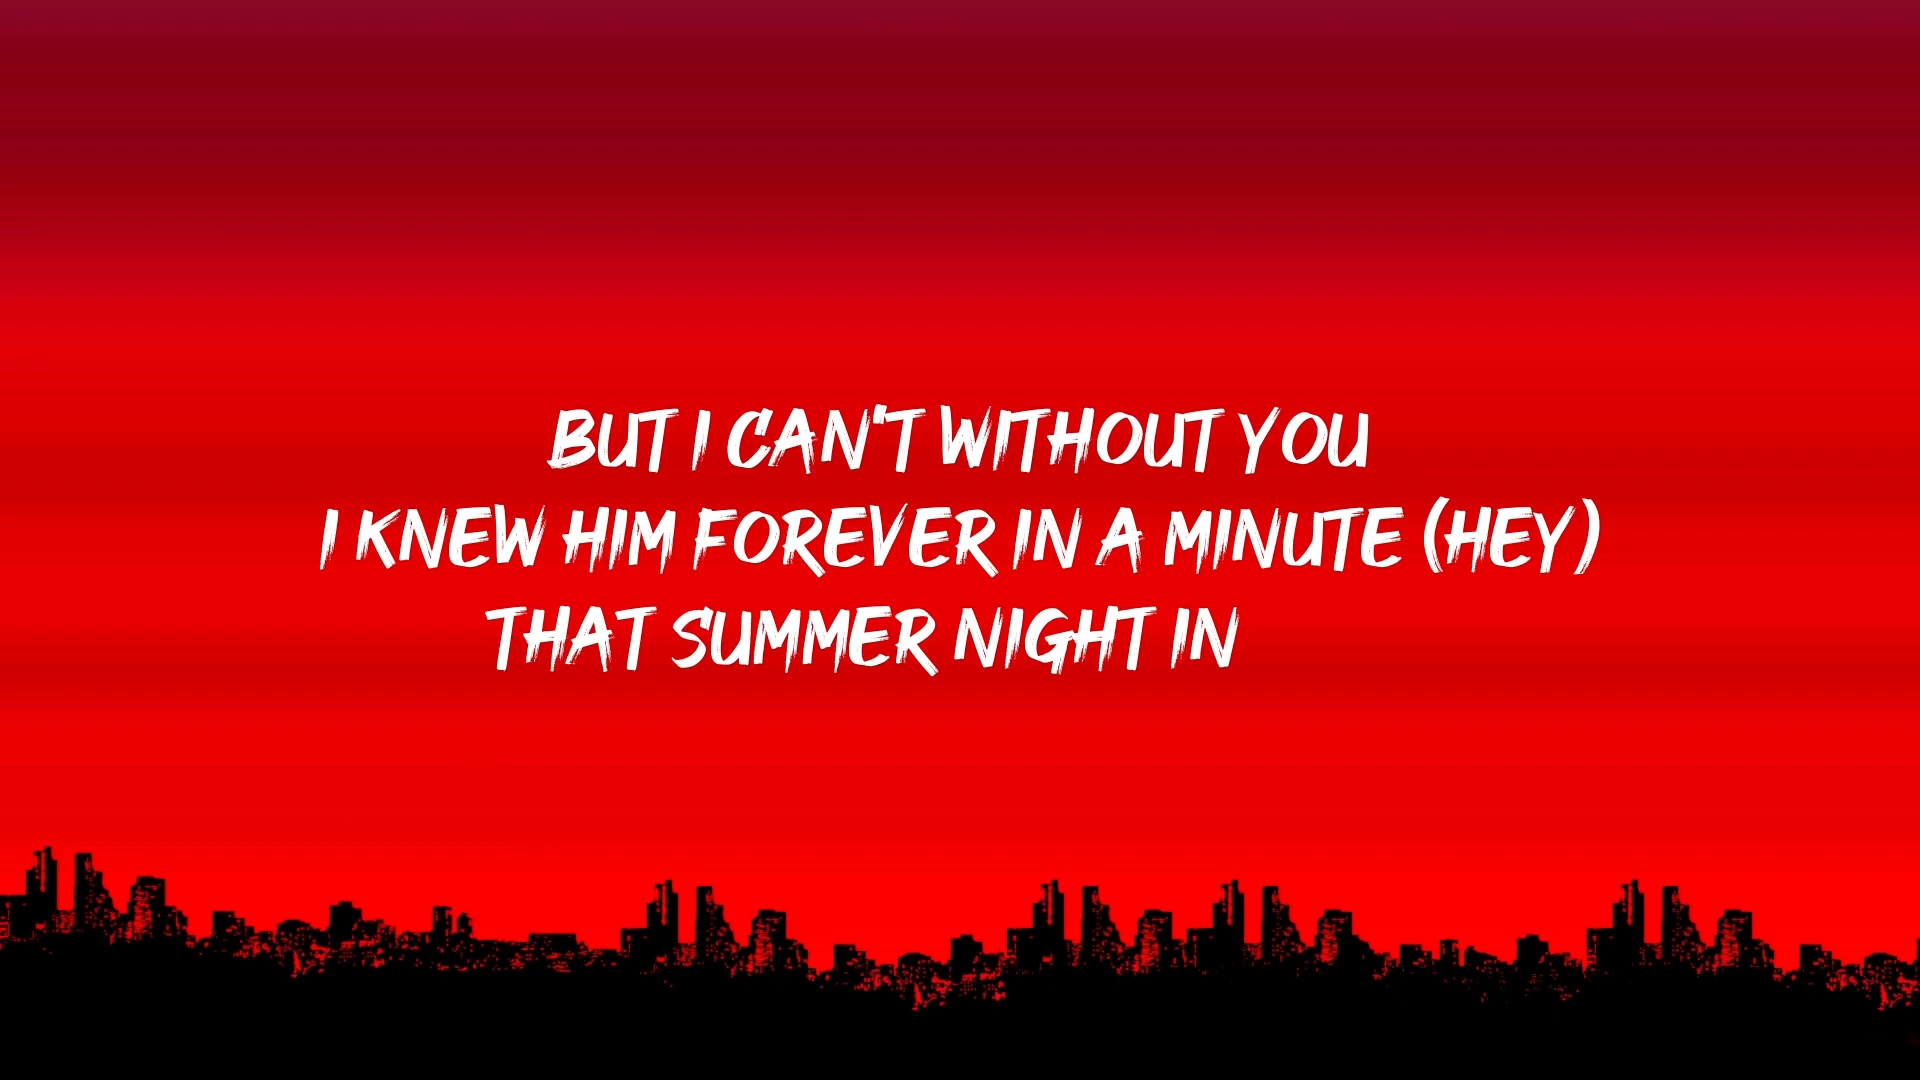 BUT I CAN'T WITHOUT YOU
I KNEW HIM FOREVER IN A MINUTE (HEY)
THAT SUMMER NIGHT IN